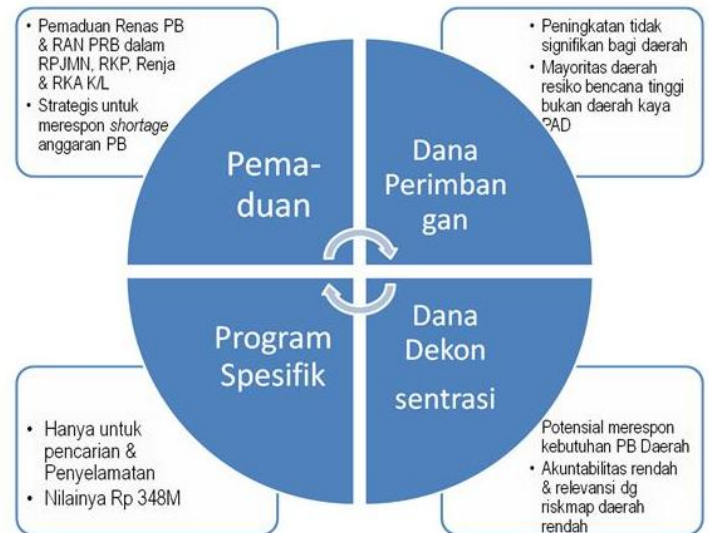 • Pemaduan Renas PB
& RAN PRB dalam
RPJMN, RKP, Renja
& RKA K/L
• Strategis untuk
merespon shortage
anggaran PB
• Peningkatan tidak
signifikan bagi daerah
• Mayoritas daerah
resiko bencana tinggi
bukan daerah kaya
PAD
Pema-
duan
Dana
Perimban
gan
Program
Spesifik
Dana
Dekon
sentrasi
• Hanya untuk
pencarian &
Penyelamatan
• Nilainya Rp 348M
Potensial merespon
kebutuhan PB Daerah
• Akuntabilitas rendah
& relevansi dg
riskmap daerah
rendah